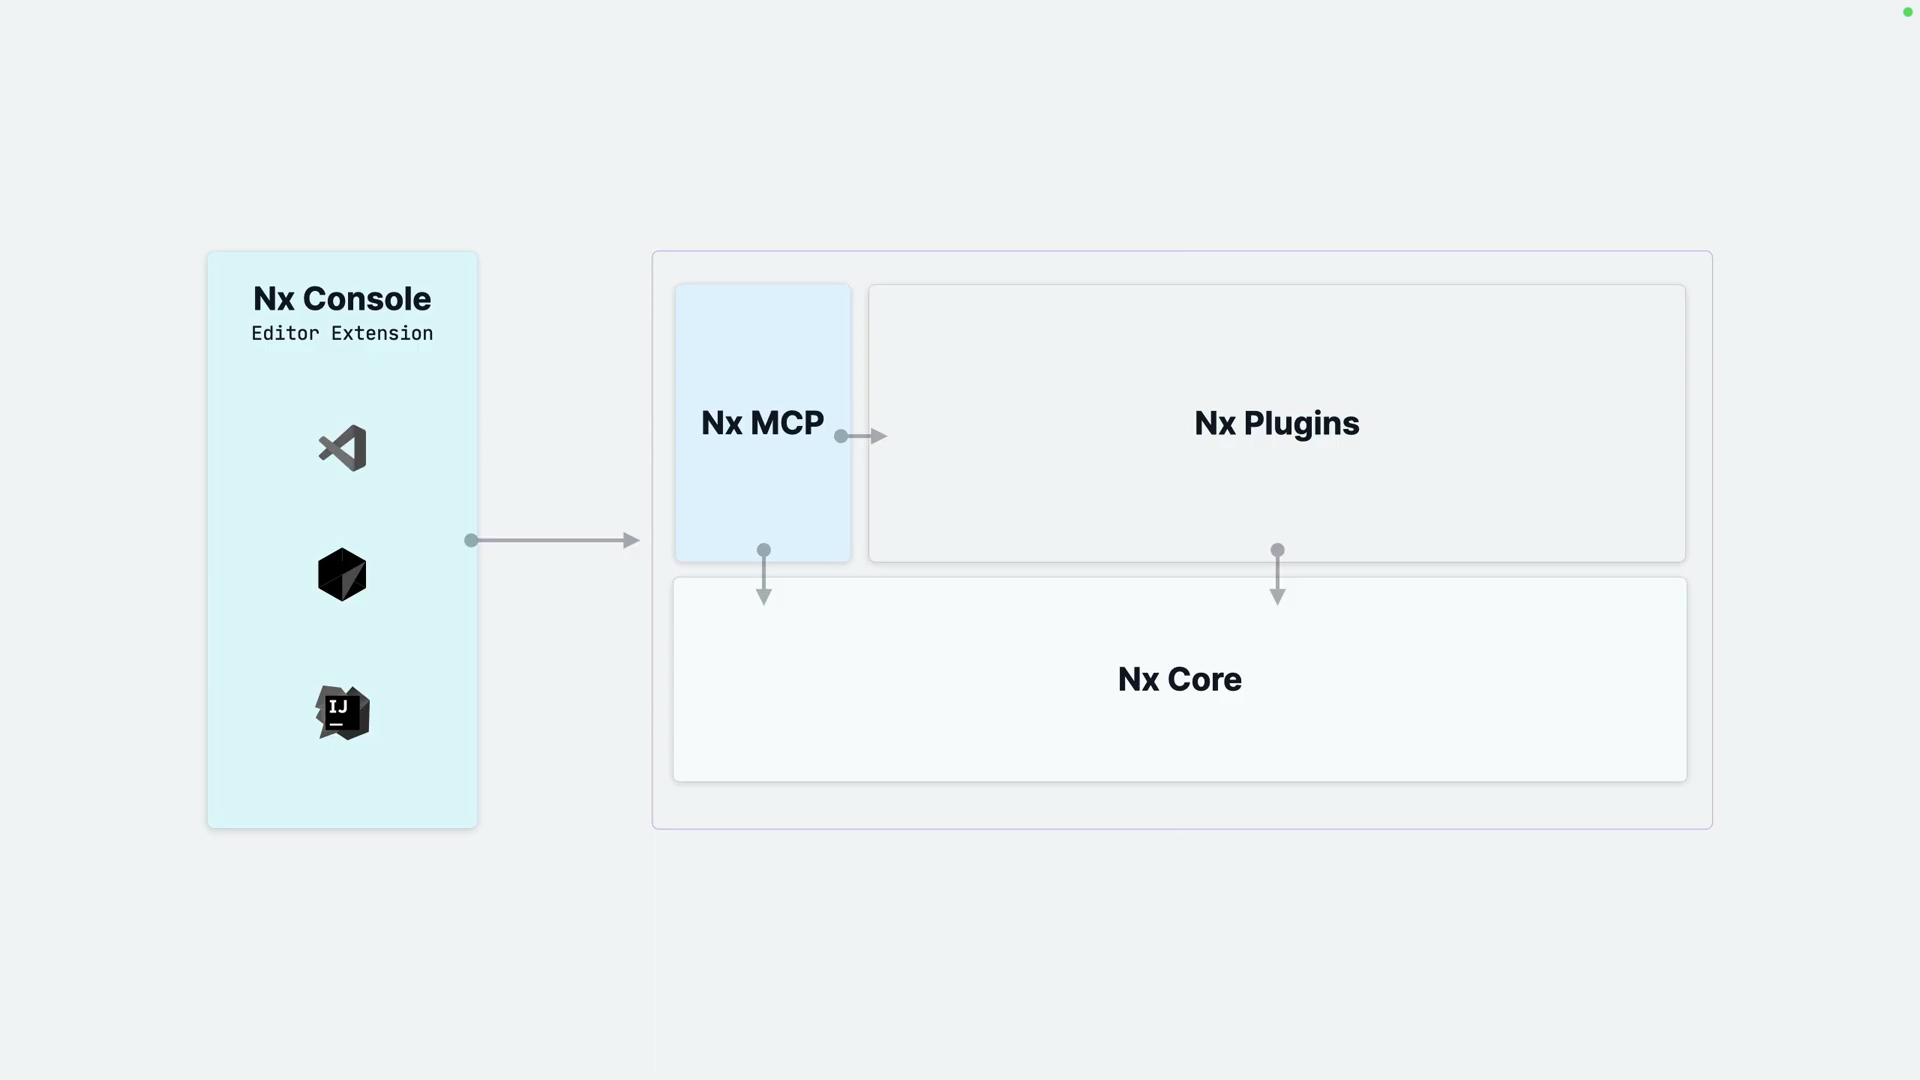 Nx Console
Editor Extension
IJ
Nx MCP
Nx Plugins
Nx Core